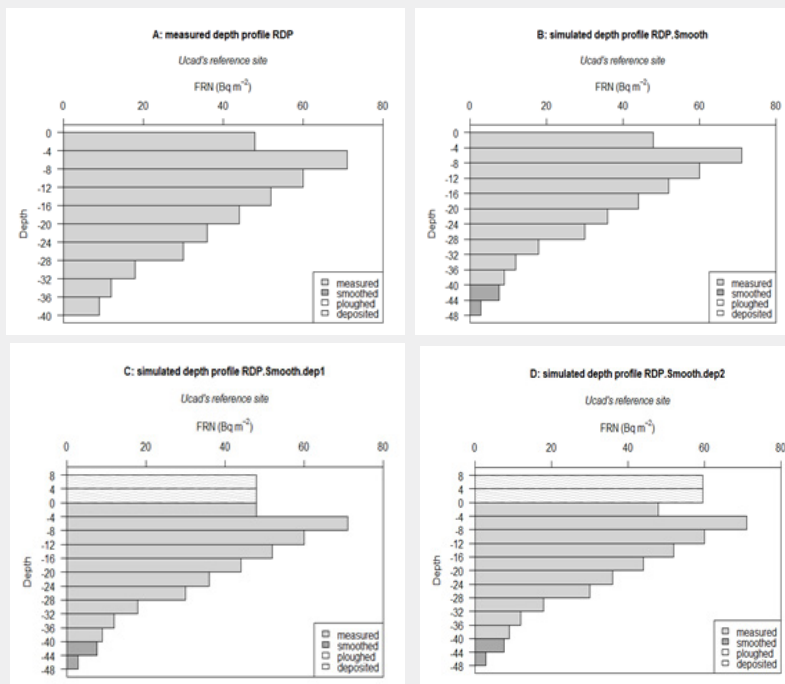 A: measured depth profile RDP
Ucad's reference site
FRN (Bq m⁻²)
0 20 40 60 80
Depth
0
-4
-8
-12
-16
-20
-24
-28
-32
-36
-40
measured
smoothed
ploughed
deposited
B: simulated depth profile RDP.Smooth
Ucad's reference site
FRN (Bq m⁻²)
0 20 40 60 80
Depth
0
-4
-8
-12
-16
-20
-24
-28
-32
-36
-40
-44
-48
measured
smoothed
ploughed
deposited
C: simulated depth profile RDP.Smooth.dep1
Ucad's reference site
FRN (Bq m⁻²)
0 20 40 60 80
Depth
8
4
0
-4
-8
-12
-16
-20
-24
-28
-32
-36
-40
-44
-48
measured
smoothed
ploughed
deposited
D: simulated depth profile RDP.Smooth.dep2
Ucad's reference site
FRN (Bq m⁻²)
0 20 40 60 80
Depth
8
4
0
-4
-8
-12
-16
-20
-24
-28
-32
-36
-40
-44
-48
measured
smoothed
ploughed
deposited